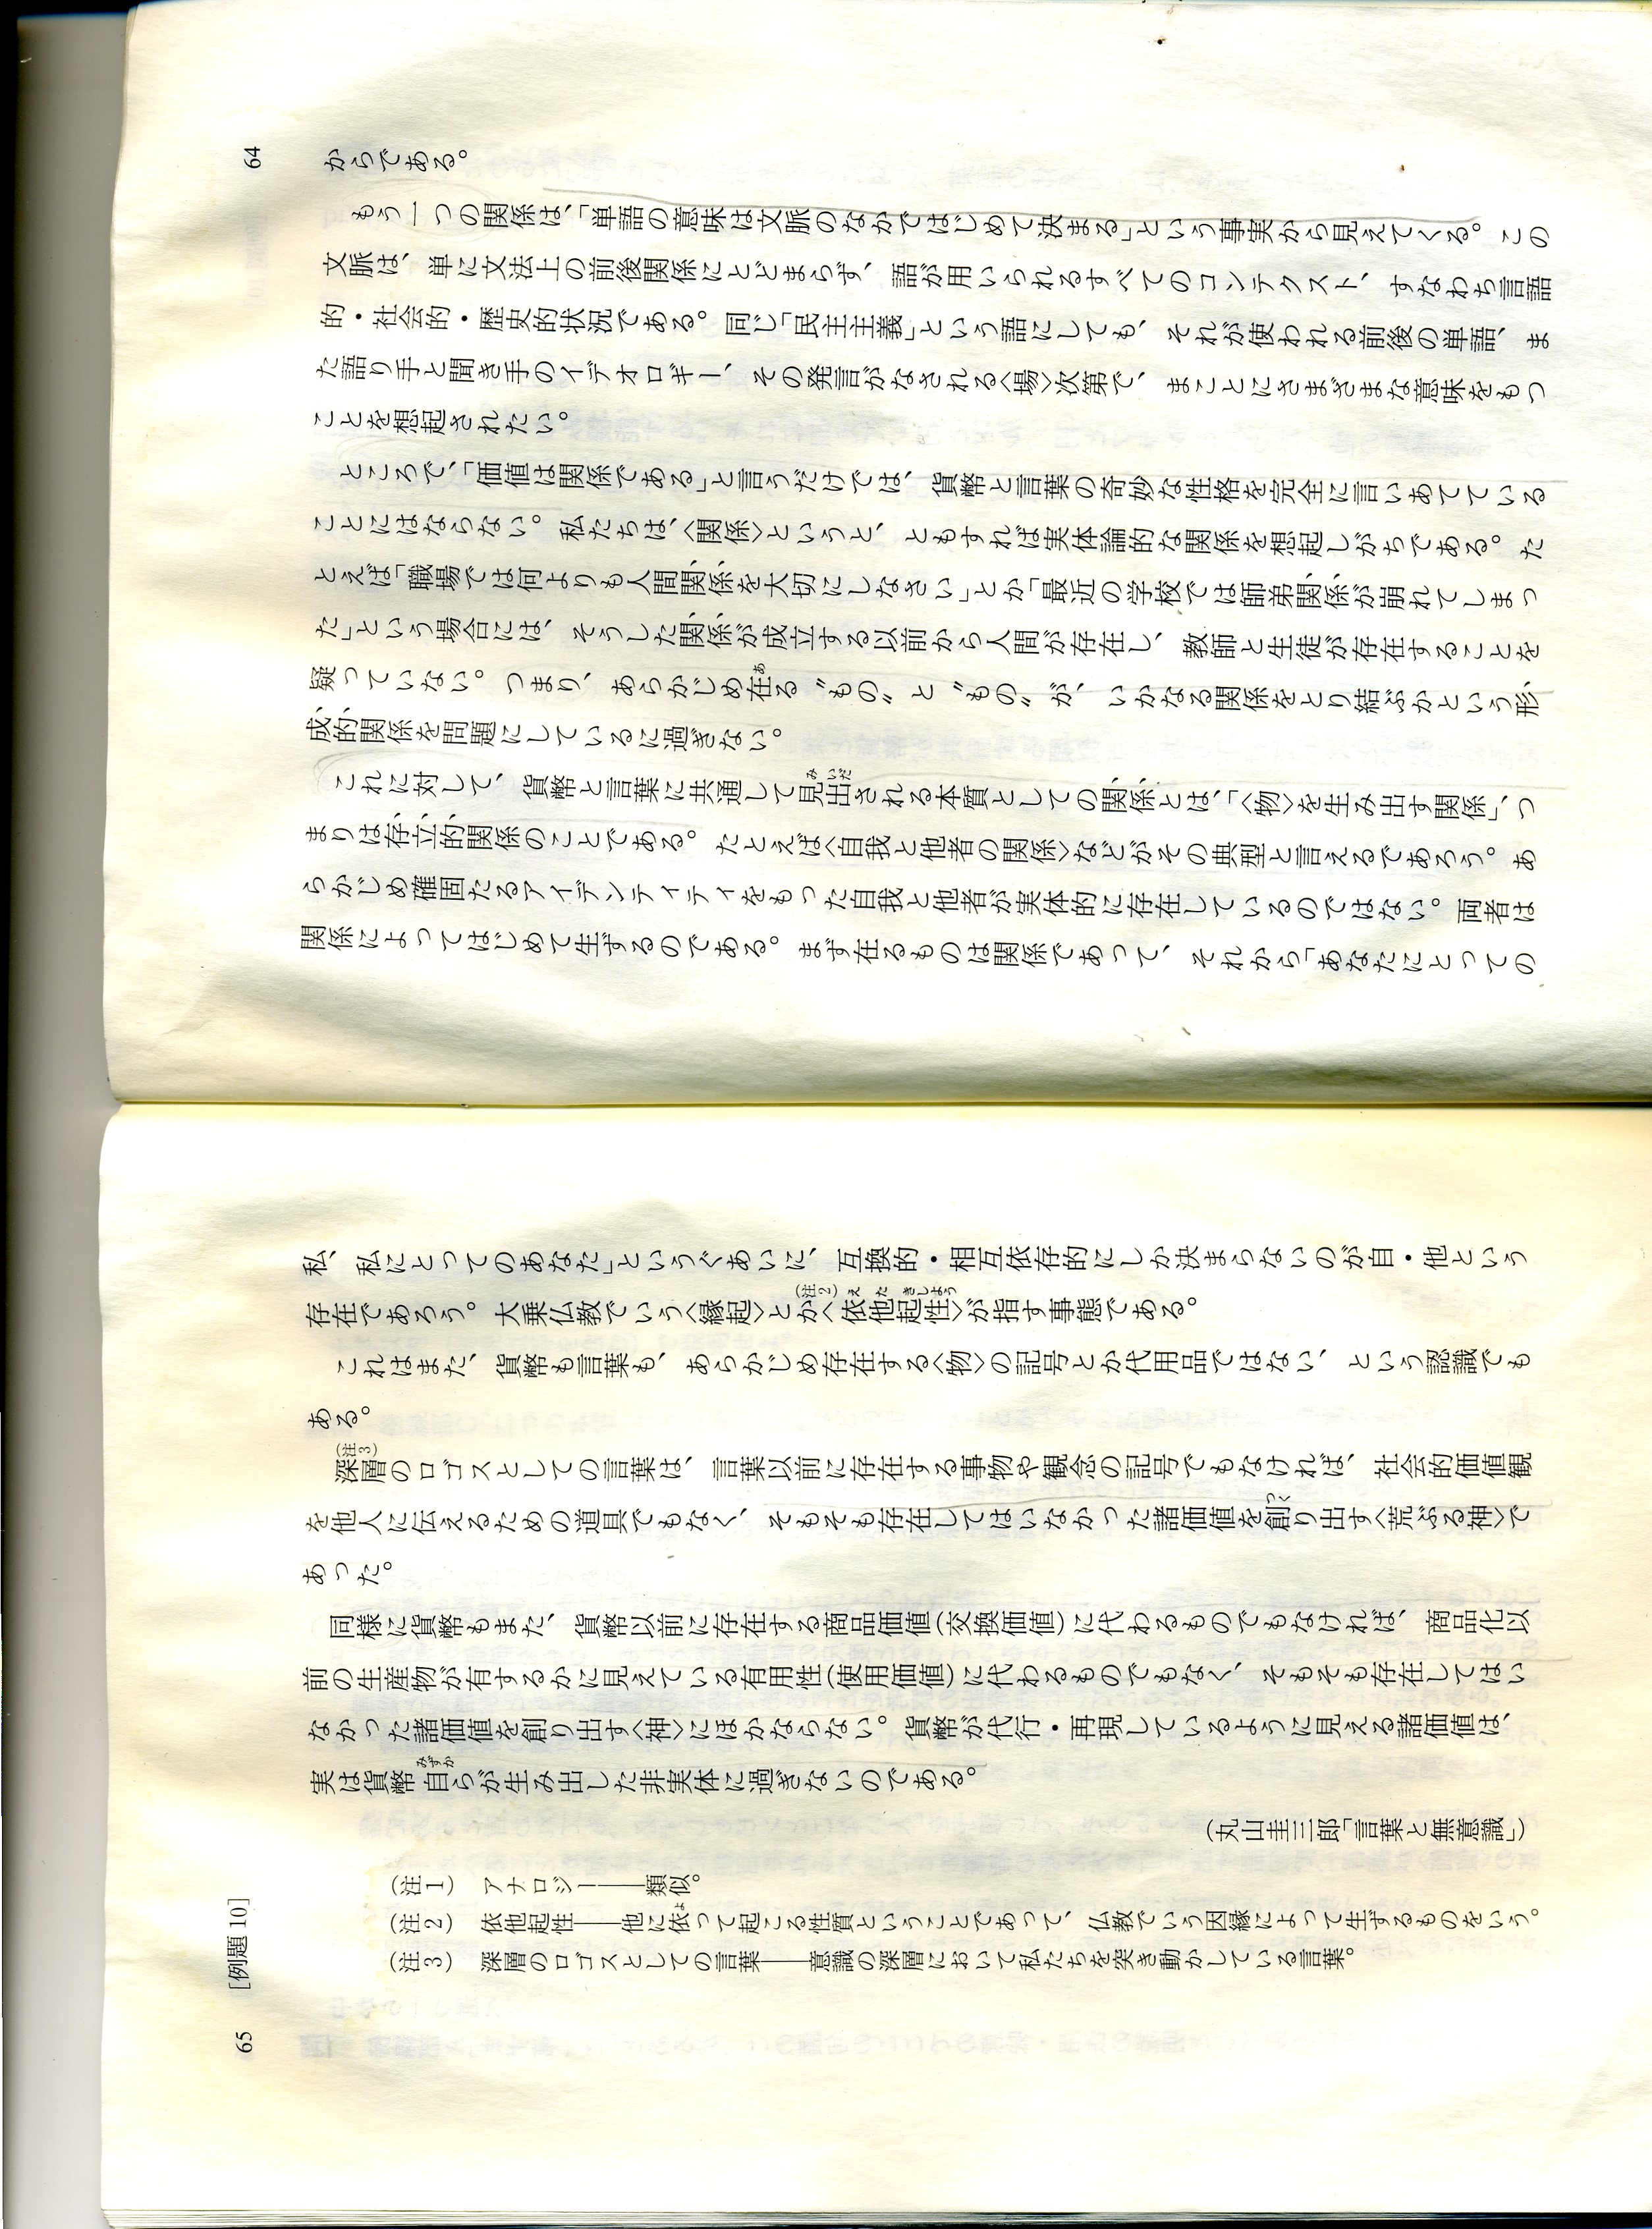 64
からである。
もう一つの関係は、「単語の意味は文脈のなかではじめて決まる」という事実から見えてくる。この
文脈は、単に文法上の前後関係にとどまらず、語が用いられるすべてのコンテクスト、すなわち言語
的・社会的・歴史的状況である。同じ「民主主義」という語にしても、それが使われる前後の単語、ま
た語り手と聞き手のイデオロギー、その発言がなされる〈場〉次第で、まことにさまざまな意味をもつ
ことを想起されたい。
ところで、「価値は関係である」と言うだけでは、貨幣と言葉の奇妙な性格を完全に言いあてている
ことにはならない。私たちは、〈関係〉というと、ともすれば実体論的な関係を想起しがちである。た
とえば「職場では何よりも人間関係を大切にしなさい」とか「最近の学校では師弟関係が崩れてしまっ
た」という場合には、そうした関係が成立する以前から人間が存在し、教師と生徒が存在することを
疑っていない。つまり、あらかじめ在る〝もの〟と〝もの〟が、いかなる関係をとり結ぶかという形
成的関係を問題にしているに過ぎない。
これに対して、貨幣と言葉に共通して見出される本質としての関係とは、「〈物〉を生み出す関係」、つ
まりは存立的関係のことである。たとえば〈自我と他者の関係〉などがその典型と言えるであろう。あ
らかじめ確固たるアイデンティティをもった自我と他者が実体的に存在しているのではない。両者は
関係によってはじめて生ずるのである。まず在るものは関係であって、それから「あなたにとっての
私、私にとってのあなた」というぐあいに、互換的・相互依存的にしか決まらないのが自・他という
存在であろう。大乗仏教でいう〈縁起〉とか〈依他起性〉(注2)が指す事態である。
これはまた、貨幣も言葉も、あらかじめ存在する〈物〉の記号とか代用品ではない、という認識でも
ある。
(注3)深層のロゴスとしての言葉は、言葉以前に存在する事物や観念の記号でもなければ、社会的価値観
を他人に伝えるための道具でもなく、そもそも存在してはいなかった諸価値を創り出す〈荒ぶる神〉で
あった。
同様に貨幣もまた、貨幣以前に存在する商品価値(交換価値)に代わるものでもなければ、商品化以
前の生産物が有するかに見えている有用性(使用価値)に代わるものでもなく、そもそも存在してはい
なかった諸価値を創り出す〈神〉にほかならない。貨幣が代行・再現しているように見える諸価値は、
実は貨幣自らが生み出した非実体に過ぎないのである。
(丸山圭三郎「言葉と無意識」)
(注1) アナロジー――類似。
(注2) 依他起性――他に依って起こる性質ということであって、仏教でいう因縁によって生ずるものをいう。
(注3) 深層のロゴスとしての言葉――意識の深層において私たちを突き動かしている言葉。
65 [例題 10]